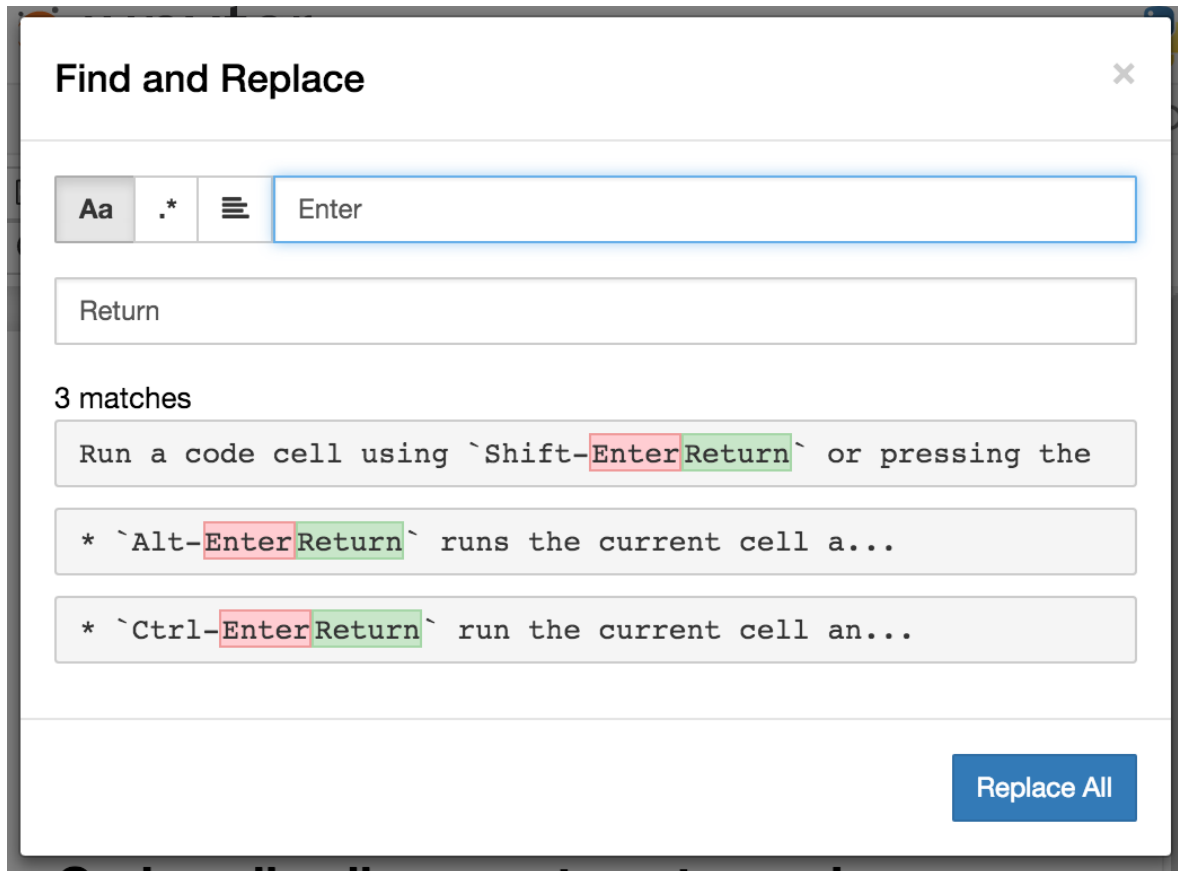 Find and Replace
×
Aa .* Enter
Return
3 matches
Run a code cell using `Shift-EnterReturn` or pressing the
* `Alt-EnterReturn` runs the current cell a...
* `Ctrl-EnterReturn` run the current cell an...
Replace All